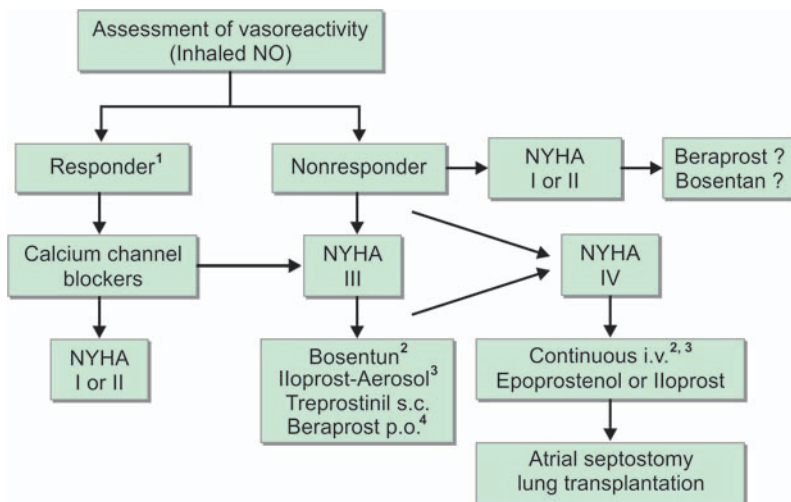 Assessment of vasoreactivity
(Inhaled NO)
Responder¹
Nonresponder
NYHA
I or II
Beraprost ?
Bosentan ?
Calcium channel
blockers
NYHA
III
NYHA
IV
NYHA
I or II
Bosentun²
Iloprost-Aerosol³
Treprostinil s.c.
Beraprost p.o.⁴
Continuous i.v.²˒ ³
Epoprostenol or Iloprost
Atrial septostomy
lung transplantation